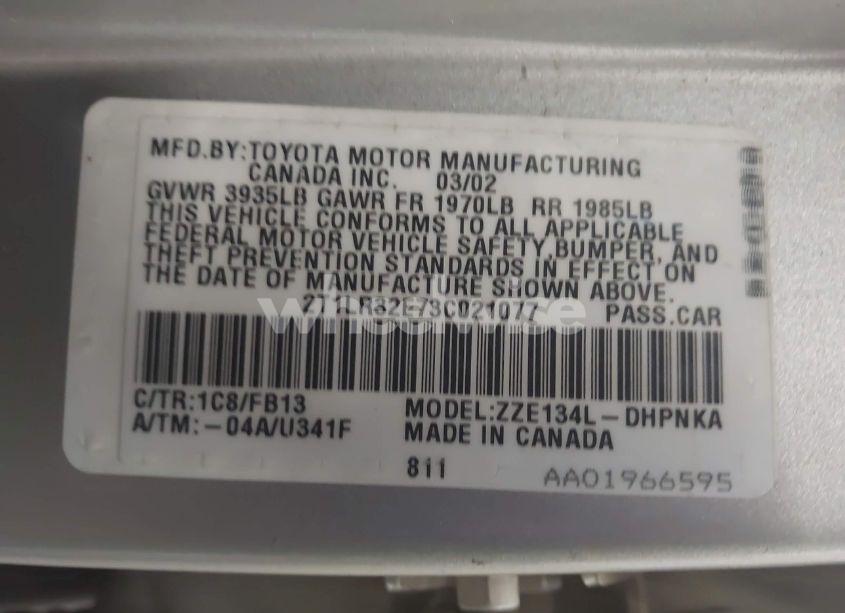 MFD.BY:TOYOTA MOTOR MANUFACTURING
CANADA INC. 03/02
GVWR 3935LB GAWR FR 1970LB RR 1985LB
THIS VEHICLE CONFORMS TO ALL APPLICABLE
FEDERAL MOTOR VEHICLE SAFETY,BUMPER, AND
THEFT PREVENTION STANDARDS IN EFFECT ON
THE DATE OF MANUFACTURE SHOWN ABOVE.
2T1LR32E73C021077 PASS.CAR
wheelwise
C/TR:1C8/FB13 MODEL:ZZE134L-DHPNKA
A/TM:-04A/U341F MADE IN CANADA
811 AA01966595